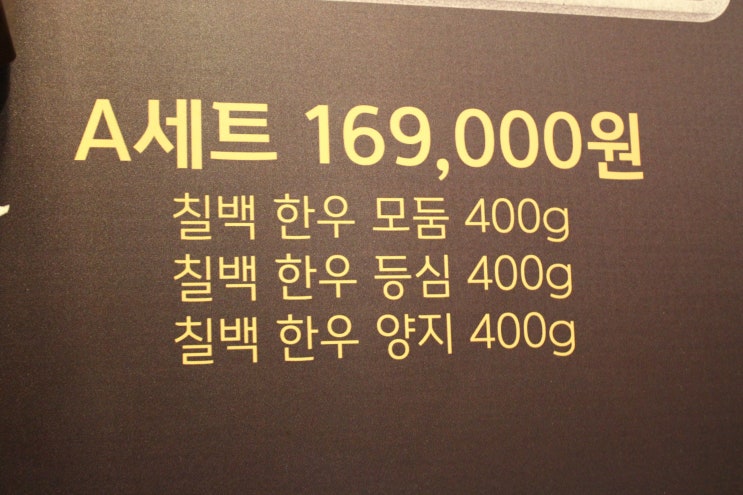 A세트 169,000원
칠백 한우 모둠 400g
칠백 한우 등심 400g
칠백 한우 양지 400g